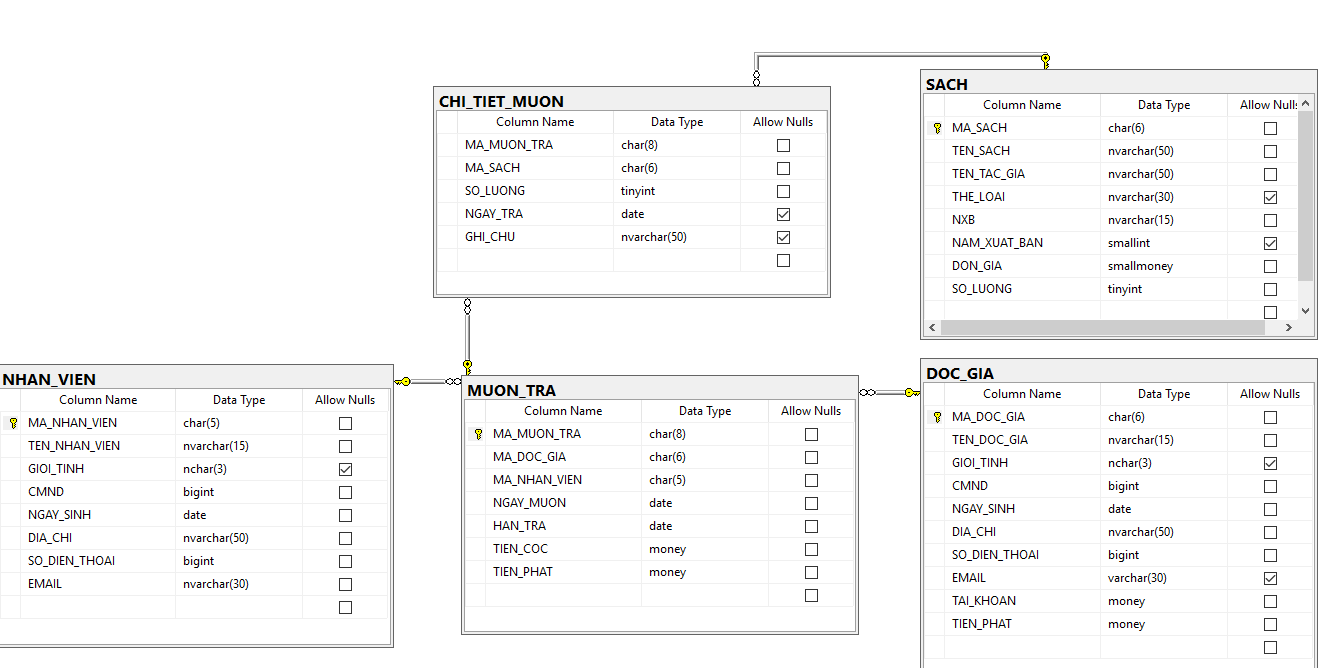 CHI_TIET_MUON
Column Name Data Type Allow Nulls
MA_MUON_TRA char(8)
MA_SACH char(6)
SO_LUONG tinyint
NGAY_TRA date
GHI_CHU nvarchar(50)
SACH
Column Name Data Type Allow Nulls
MA_SACH char(6)
TEN_SACH nvarchar(50)
TEN_TAC_GIA nvarchar(50)
THE_LOAI nvarchar(30)
NXB nvarchar(15)
NAM_XUAT_BAN smallint
DON_GIA smallmoney
SO_LUONG tinyint
NHAN_VIEN
Column Name Data Type Allow Nulls
MA_NHAN_VIEN char(5)
TEN_NHAN_VIEN nvarchar(15)
GIOI_TINH nchar(3)
CMND bigint
NGAY_SINH date
DIA_CHI nvarchar(50)
SO_DIEN_THOAI bigint
EMAIL nvarchar(30)
MUON_TRA
Column Name Data Type Allow Nulls
MA_MUON_TRA char(8)
MA_DOC_GIA char(6)
MA_NHAN_VIEN char(5)
NGAY_MUON date
HAN_TRA date
TIEN_COC money
TIEN_PHAT money
DOC_GIA
Column Name Data Type Allow Nulls
MA_DOC_GIA char(6)
TEN_DOC_GIA nvarchar(15)
GIOI_TINH nchar(3)
CMND bigint
NGAY_SINH date
DIA_CHI nvarchar(50)
SO_DIEN_THOAI bigint
EMAIL varchar(30)
TAI_KHOAN money
TIEN_PHAT money